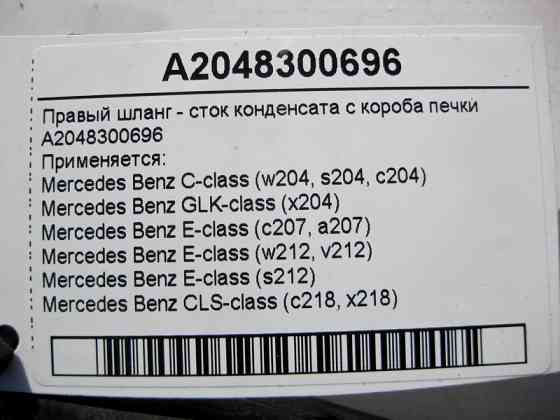 A2048300696
Правый шланг - сток конденсата с короба печки
A2048300696
Применяется:
Mercedes Benz C-class (w204, s204, c204)
Mercedes Benz GLK-class (x204)
Mercedes Benz E-class (c207, a207)
Mercedes Benz E-class (w212, v212)
Mercedes Benz E-class (s212)
Mercedes Benz CLS-class (c218, x218)